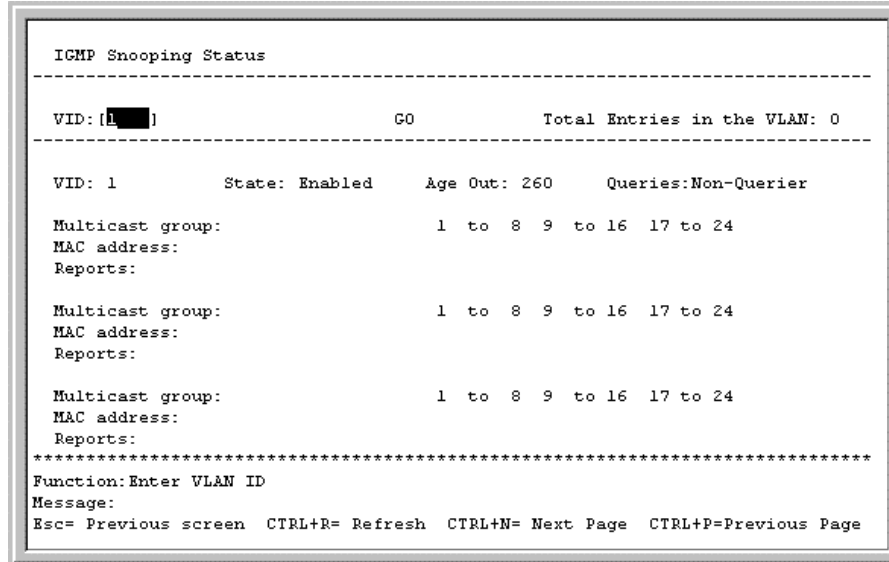 IGMP Snooping Status
--------------------------------------------------------------------------------
VID:[1    ]                       GO            Total Entries in the VLAN: 0
--------------------------------------------------------------------------------
VID: 1          State: Enabled     Age Out: 260     Queries:Non-Querier
Multicast group:                     1  to  8  9  to 16  17 to 24
MAC address:
Reports:
Multicast group:                     1  to  8  9  to 16  17 to 24
MAC address:
Reports:
Multicast group:                     1  to  8  9  to 16  17 to 24
MAC address:
Reports:
********************************************************************************
Function:Enter VLAN ID
Message:
Esc= Previous screen  CTRL+R= Refresh  CTRL+N= Next Page  CTRL+P=Previous Page